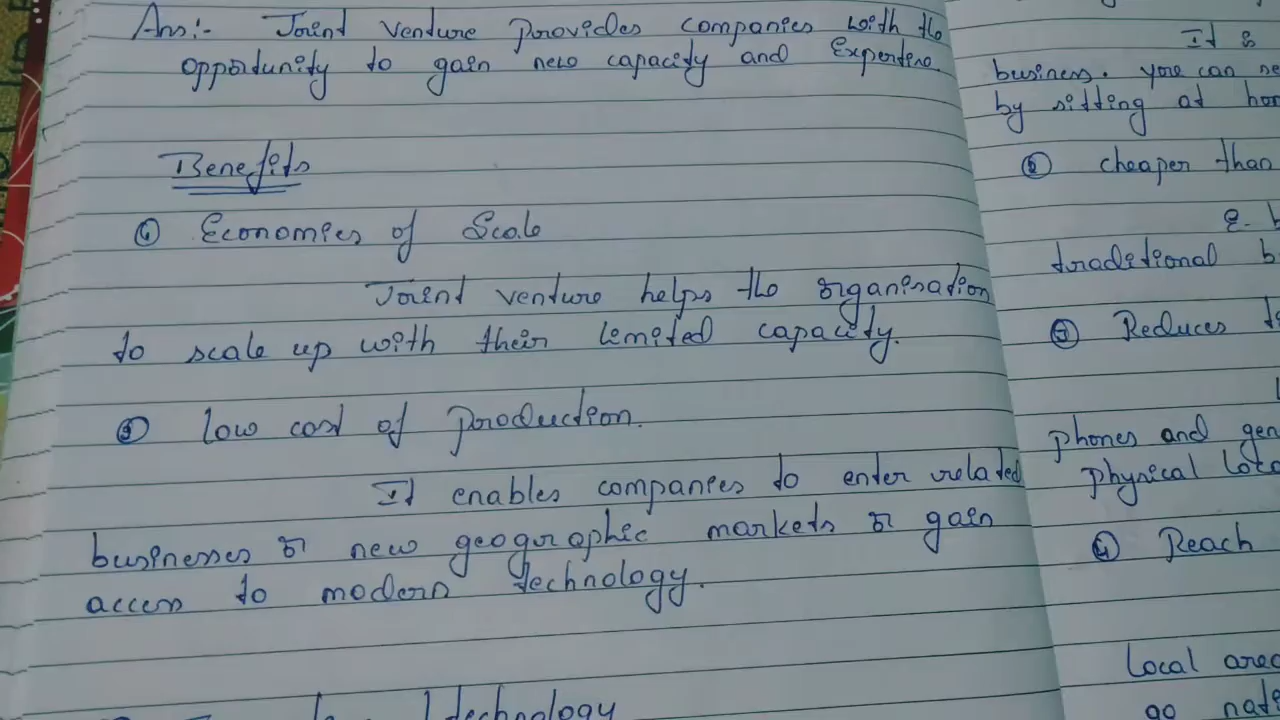 Ans:- Joint venture provides companies with the
opportunity to gain new capacity and Expertise.
Benefits
① Economies of Scale
Joint venture helps the organisation
to scale up with their limited capacity.
② low cost of production.
It enables companies to enter related
businesses or new geographic markets or gain
access to modern technology.
technology
It is
business. you can
by sitting at
② cheaper than
traditional
③ Reduces
phones and
physical
④ Reach
Local area
go